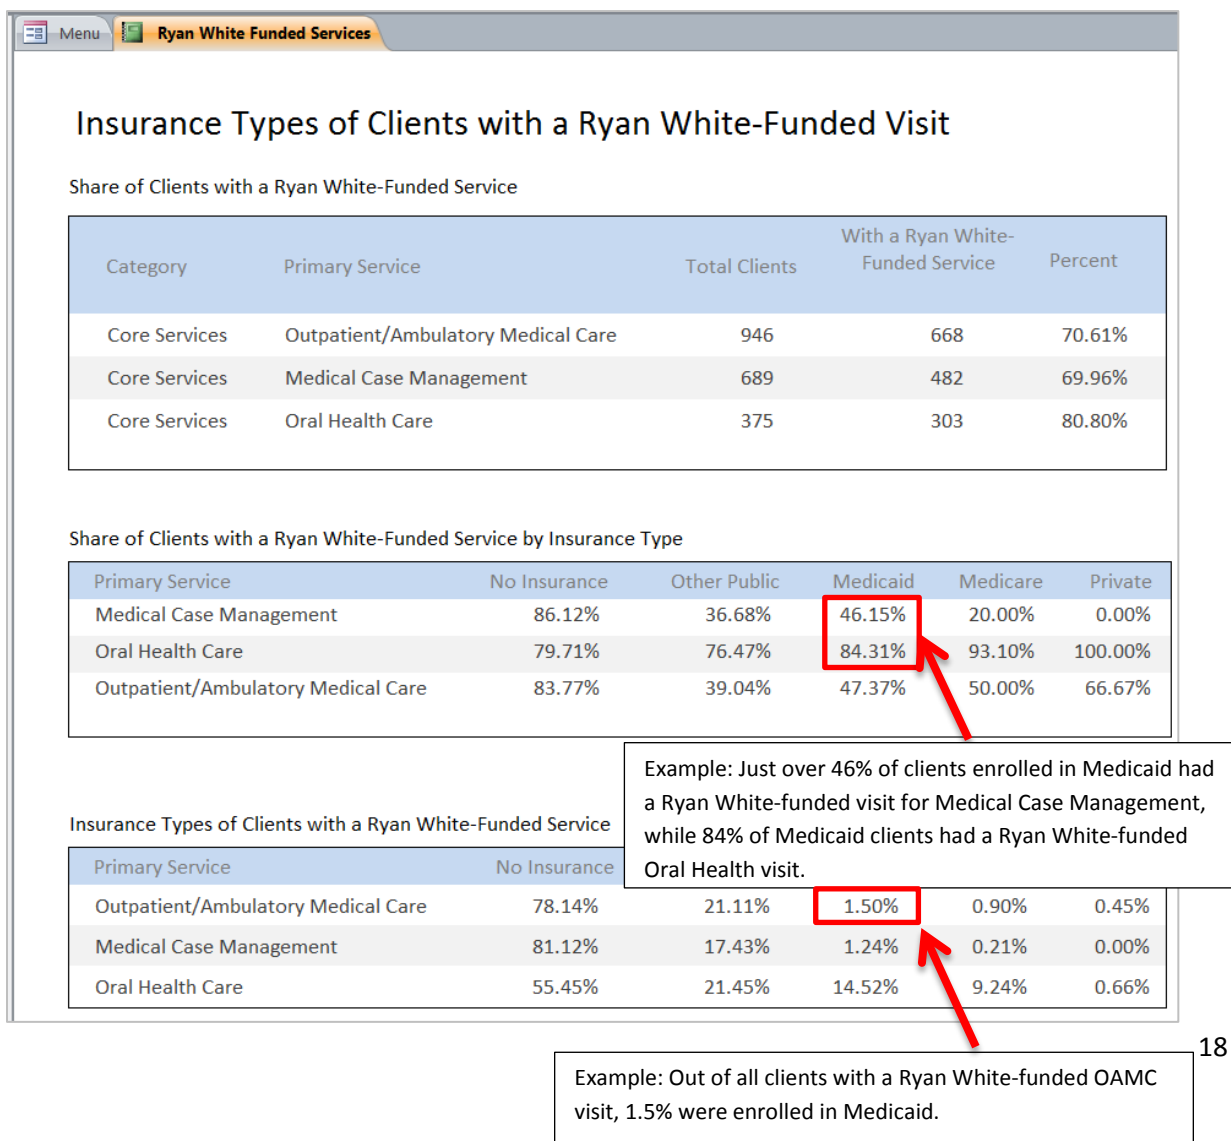 Menu Ryan White Funded Services
Insurance Types of Clients with a Ryan White-Funded Visit
Share of Clients with a Ryan White-Funded Service
Category Primary Service Total Clients With a Ryan White-
Funded Service Percent
Core Services Outpatient/Ambulatory Medical Care 946 668 70.61%
Core Services Medical Case Management 689 482 69.96%
Core Services Oral Health Care 375 303 80.80%
Share of Clients with a Ryan White-Funded Service by Insurance Type
Primary Service No Insurance Other Public Medicaid Medicare Private
Medical Case Management 86.12% 36.68% 46.15% 20.00% 0.00%
Oral Health Care 79.71% 76.47% 84.31% 93.10% 100.00%
Outpatient/Ambulatory Medical Care 83.77% 39.04% 47.37% 50.00% 66.67%
Example: Just over 46% of clients enrolled in Medicaid had
a Ryan White-funded visit for Medical Case Management,
while 84% of Medicaid clients had a Ryan White-funded
Oral Health visit.
Insurance Types of Clients with a Ryan White-Funded Service
Primary Service No Insurance
Outpatient/Ambulatory Medical Care 78.14% 21.11% 1.50% 0.90% 0.45%
Medical Case Management 81.12% 17.43% 1.24% 0.21% 0.00%
Oral Health Care 55.45% 21.45% 14.52% 9.24% 0.66%
18
Example: Out of all clients with a Ryan White-funded OAMC
visit, 1.5% were enrolled in Medicaid.